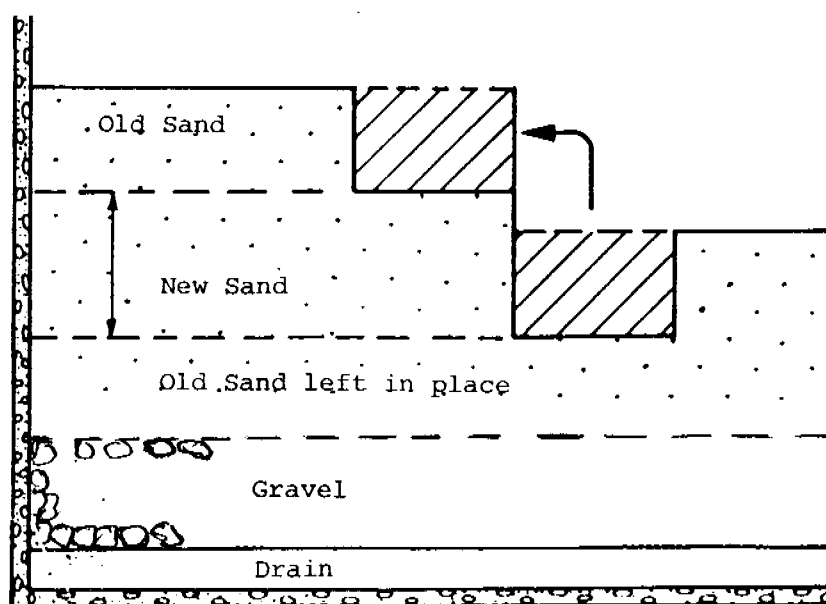 Old Sand
New Sand
Old Sand left in place
Gravel
Drain